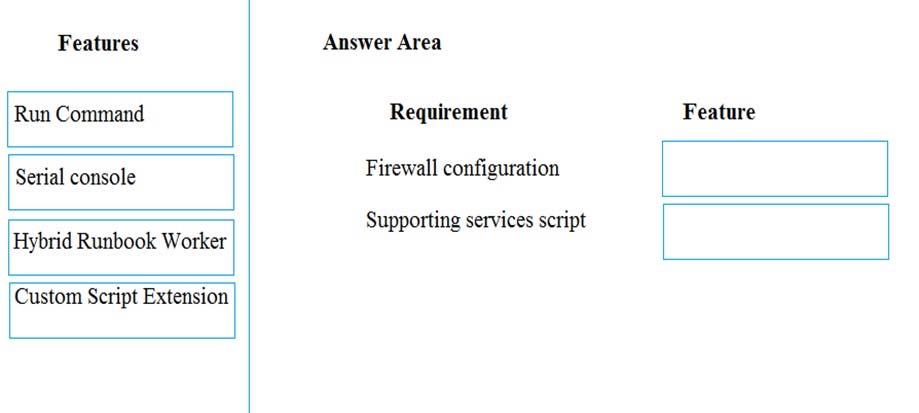 Features
Run Command
Serial console
Hybrid Runbook Worker
Custom Script Extension
Answer Area
Requirement Feature
Firewall configuration
Supporting services script